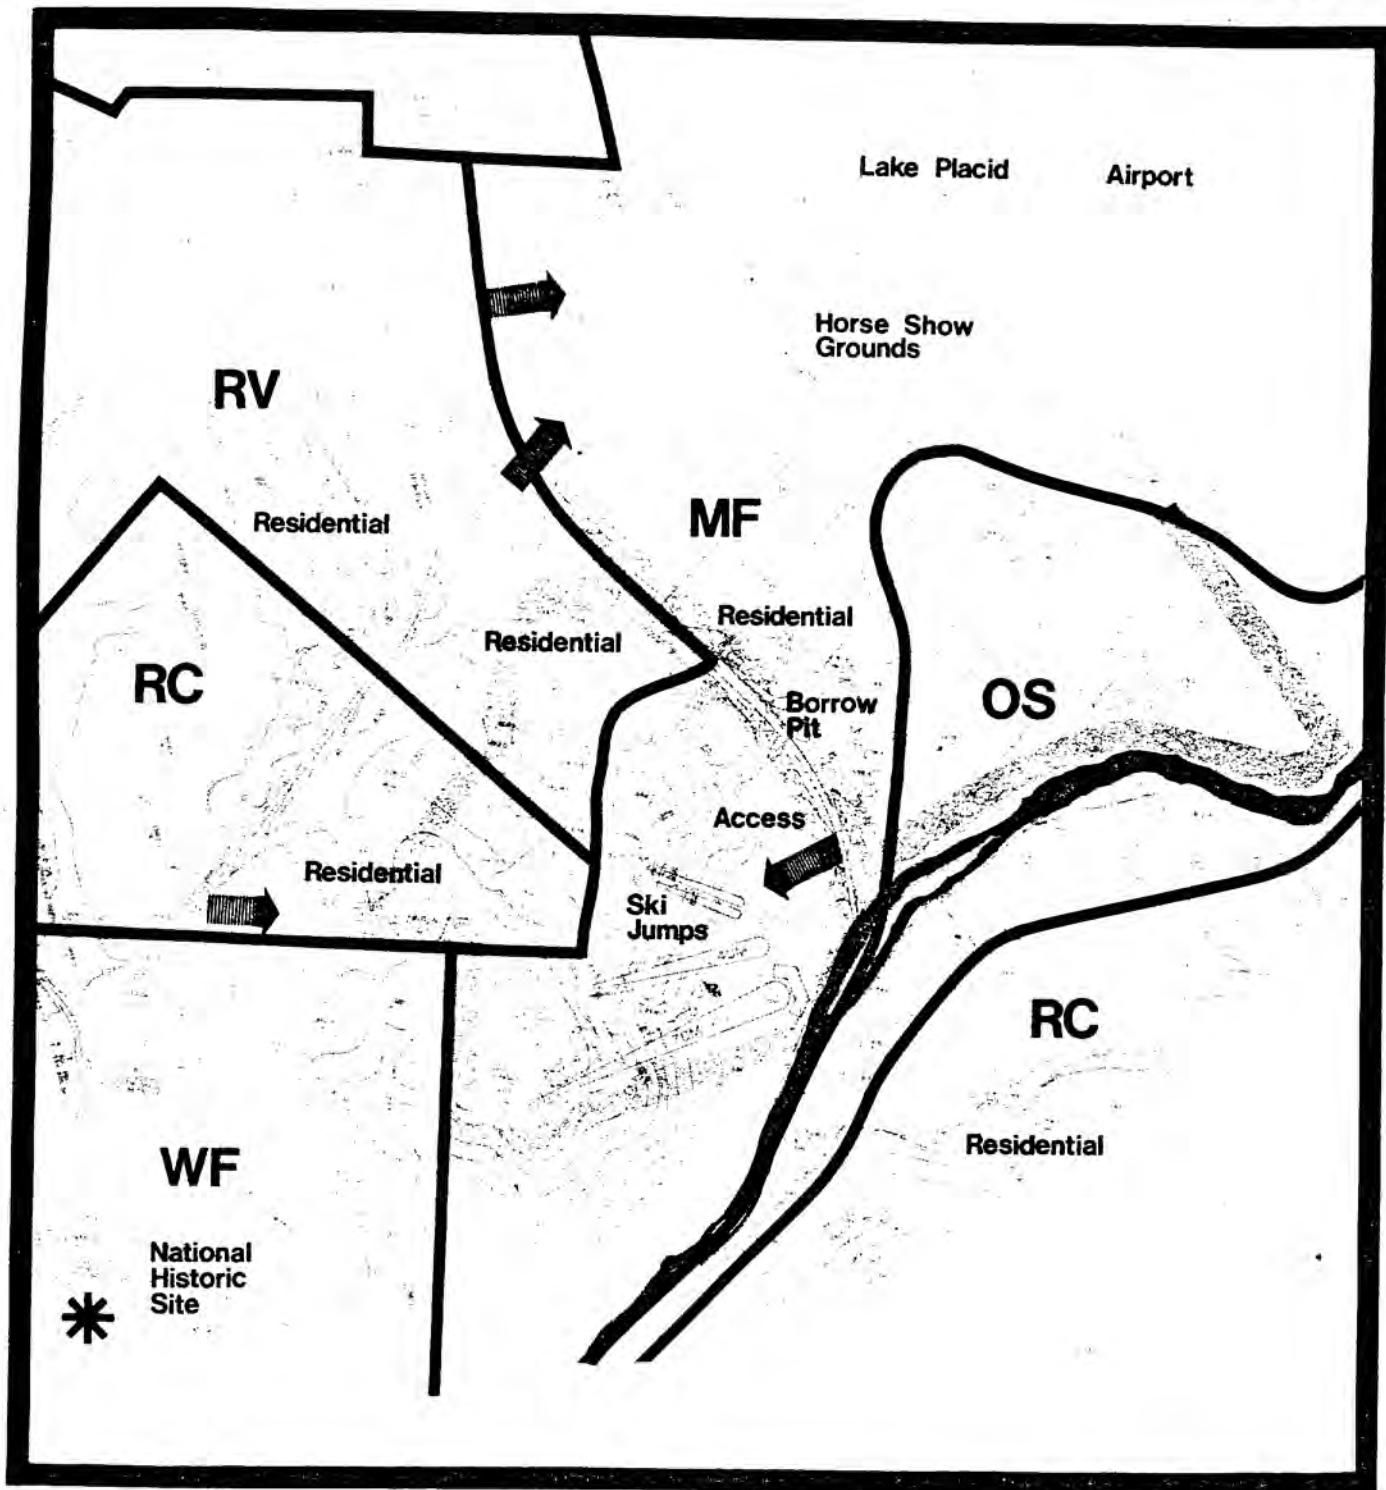 Lake Placid Airport
Horse Show
Grounds
RV
MF
Residential
Residential
Residential
RC
OS
Borrow
Pit
Access
Residential
Ski
Jumps
RC
Residential
WF
National
Historic
Site